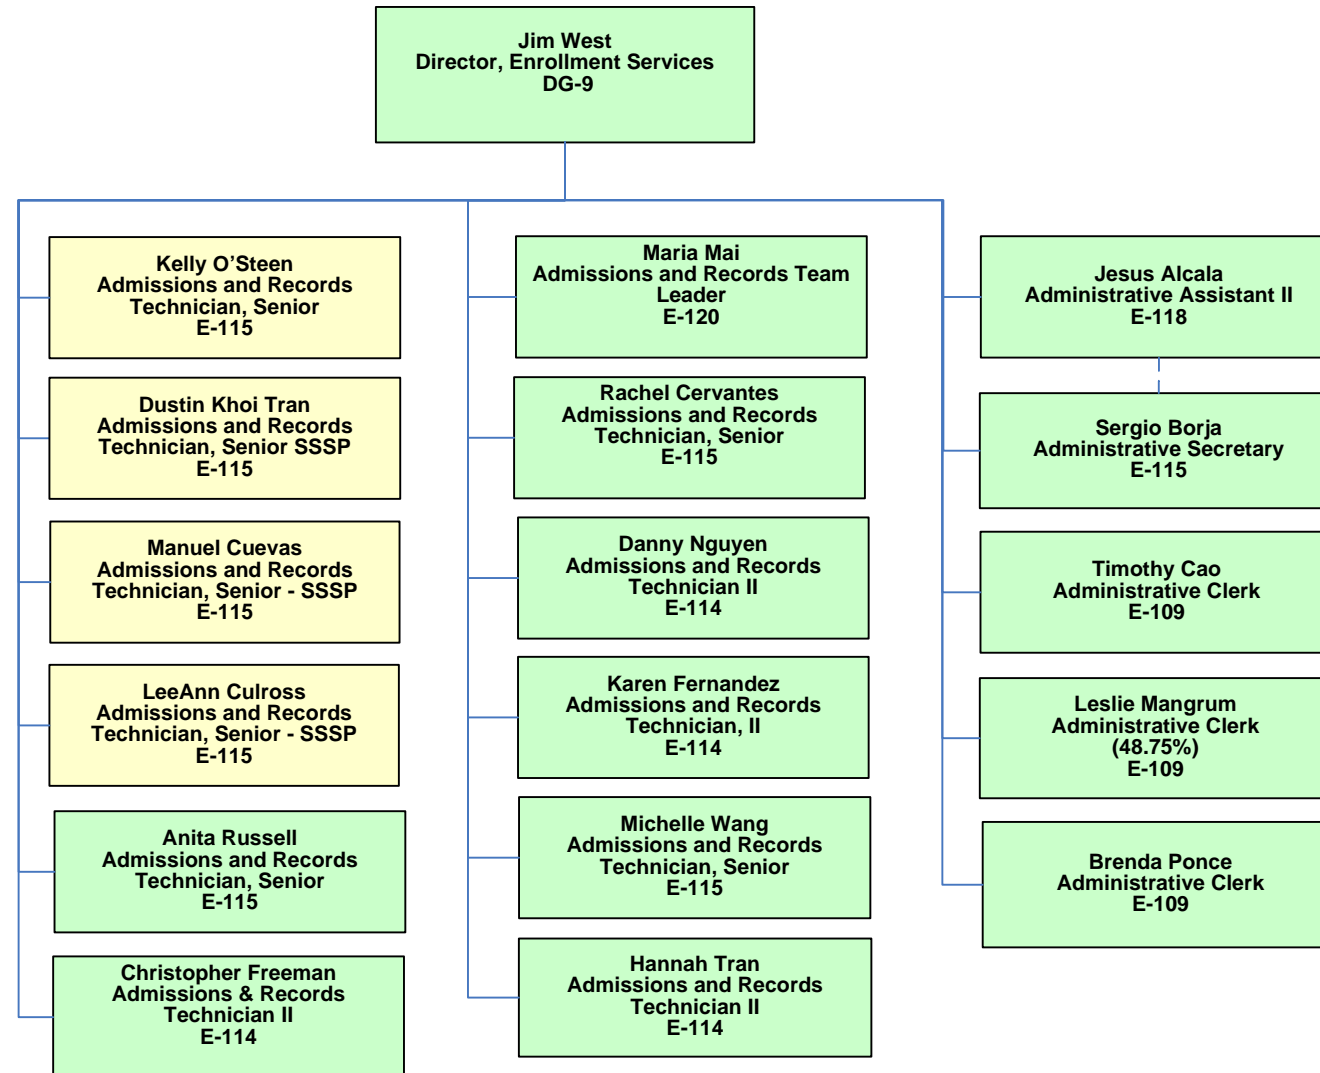 Jim West
Director, Enrollment Services
DG-9
Kelly O’Steen
Admissions and Records
Technician, Senior
E-115
Dustin Khoi Tran
Admissions and Records
Technician, Senior SSSP
E-115
Manuel Cuevas
Admissions and Records
Technician, Senior - SSSP
E-115
LeeAnn Culross
Admissions and Records
Technician, Senior - SSSP
E-115
Anita Russell
Admissions and Records
Technician, Senior
E-115
Christopher Freeman
Admissions & Records
Technician II
E-114
Maria Mai
Admissions and Records Team
Leader
E-120
Rachel Cervantes
Admissions and Records
Technician, Senior
E-115
Danny Nguyen
Admissions and Records
Technician II
E-114
Karen Fernandez
Admissions and Records
Technician, II
E-114
Michelle Wang
Admissions and Records
Technician, Senior
E-115
Hannah Tran
Admissions and Records
Technician II
E-114
Jesus Alcala
Administrative Assistant II
E-118
Sergio Borja
Administrative Secretary
E-115
Timothy Cao
Administrative Clerk
E-109
Leslie Mangrum
Administrative Clerk
(48.75%)
E-109
Brenda Ponce
Administrative Clerk
E-109